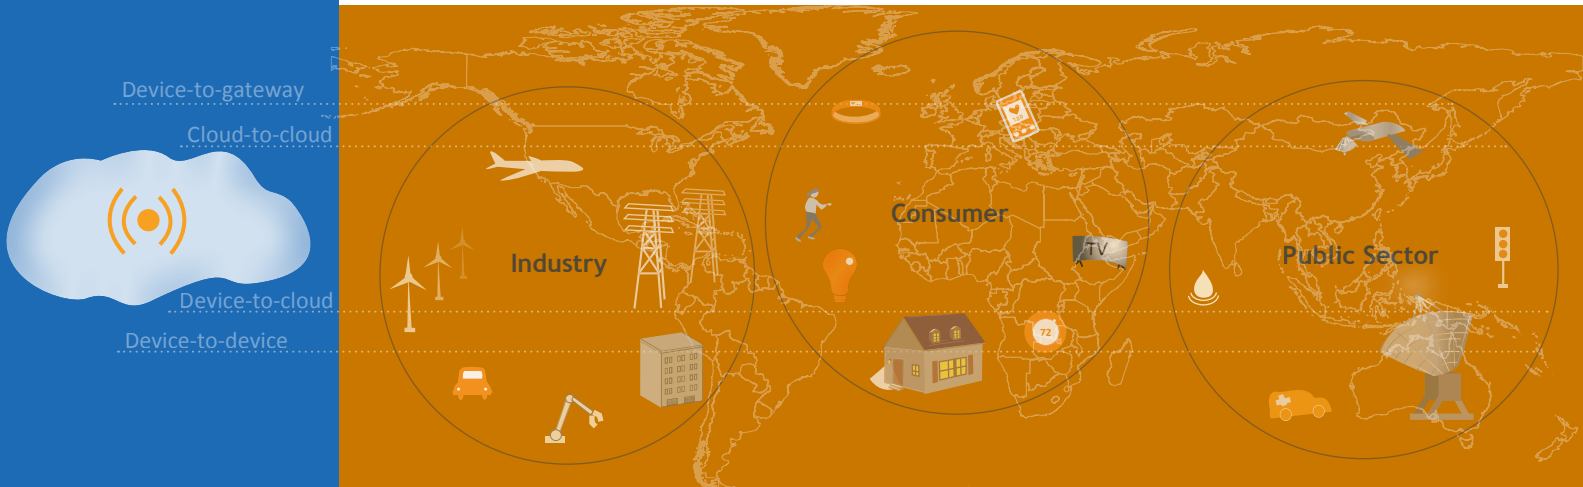 Device-to-gateway
Cloud-to-cloud
Device-to-cloud
Device-to-device
Industry
Consumer
TV
72
Public Sector